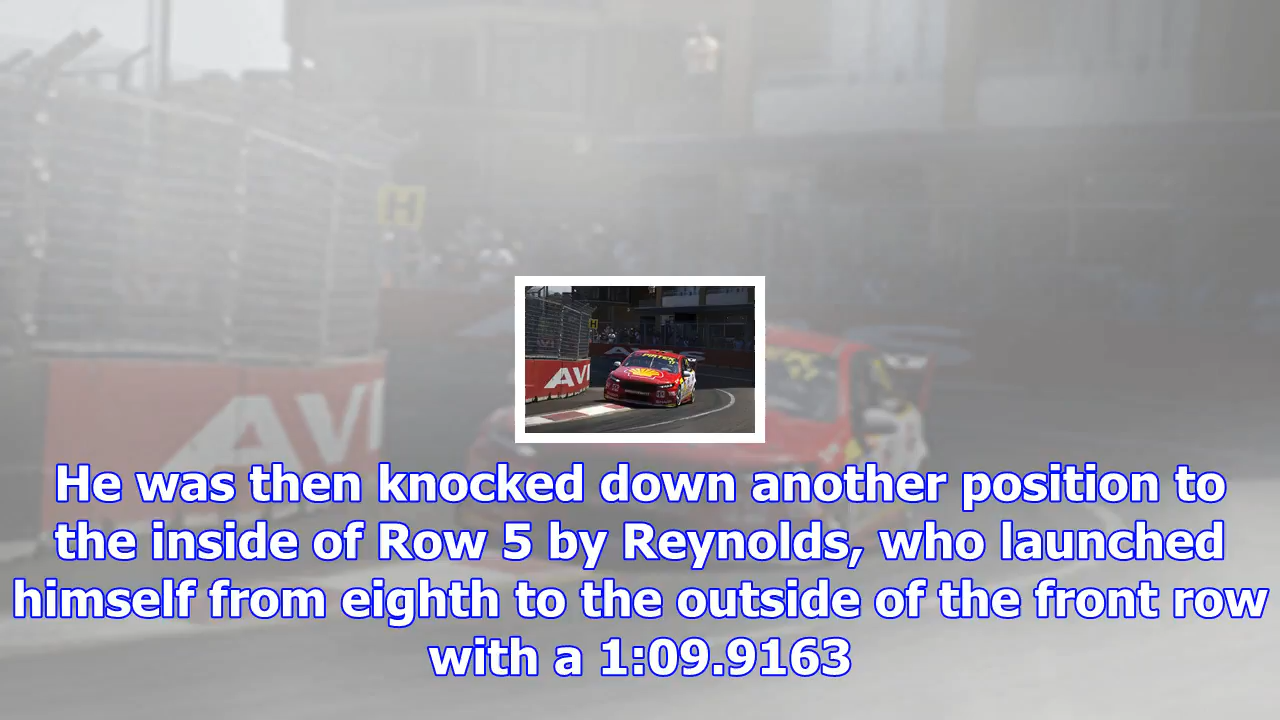 H
AVI
He was then knocked down another position to
the inside of Row 5 by Reynolds, who launched
himself from eighth to the outside of the front row
with a 1:09.9163